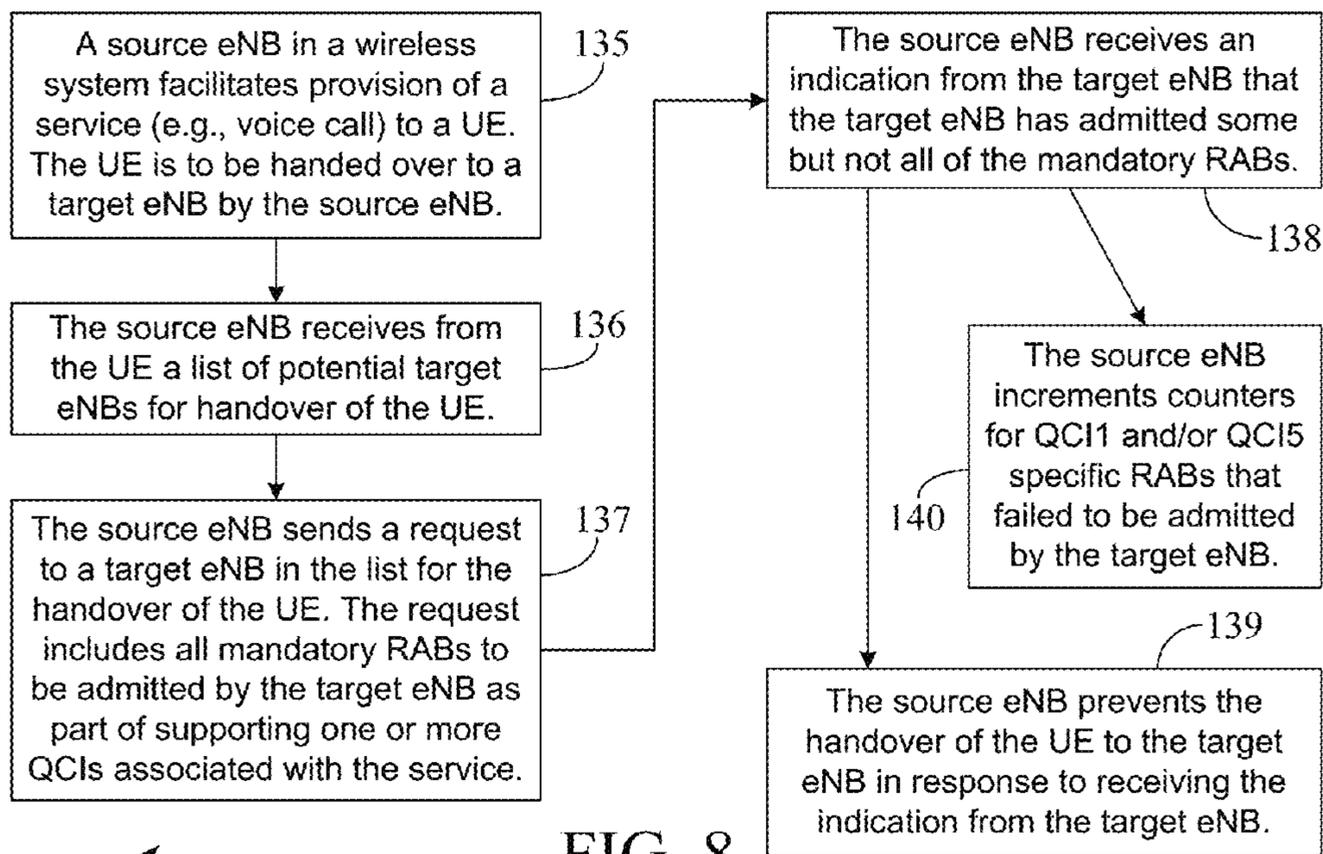 A source eNB in a wireless
system facilitates provision of a
service (e.g., voice call) to a UE.
The UE is to be handed over to a
target eNB by the source eNB.
135
The source eNB receives from
the UE a list of potential target
eNBs for handover of the UE.
136
The source eNB sends a request
to a target eNB in the list for the
handover of the UE. The request
includes all mandatory RABs to
be admitted by the target eNB as
part of supporting one or more
QCIs associated with the service.
137
The source eNB receives an
indication from the target eNB that
the target eNB has admitted some
but not all of the mandatory RABs.
138
The source eNB
increments counters
for QCI1 and/or QCI5
specific RABs that
failed to be admitted
by the target eNB.
140
139
The source eNB prevents the
handover of the UE to the target
eNB in response to receiving the
indication from the target eNB.
FIG. 8